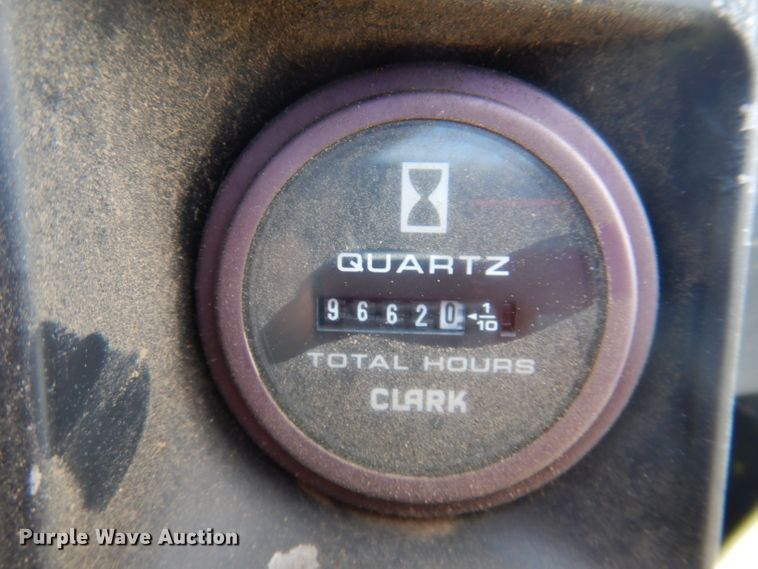 QUARTZ
96620 ◄1/10
TOTAL HOURS
CLARK
Purple Wave Auction